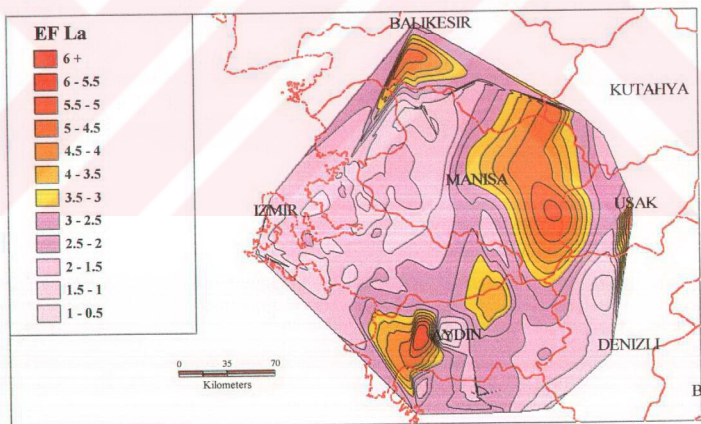 EF La
6 +
6 - 5.5
5.5 - 5
5 - 4.5
4.5 - 4
4 - 3.5
3.5 - 3
3 - 2.5
2.5 - 2
2 - 1.5
1.5 - 1
1 - 0.5
BALIKESIR
KUTAHYA
MANISA
USAK
IZMIR
AYDIN
DENIZLI
B
0 35 70
Kilometers